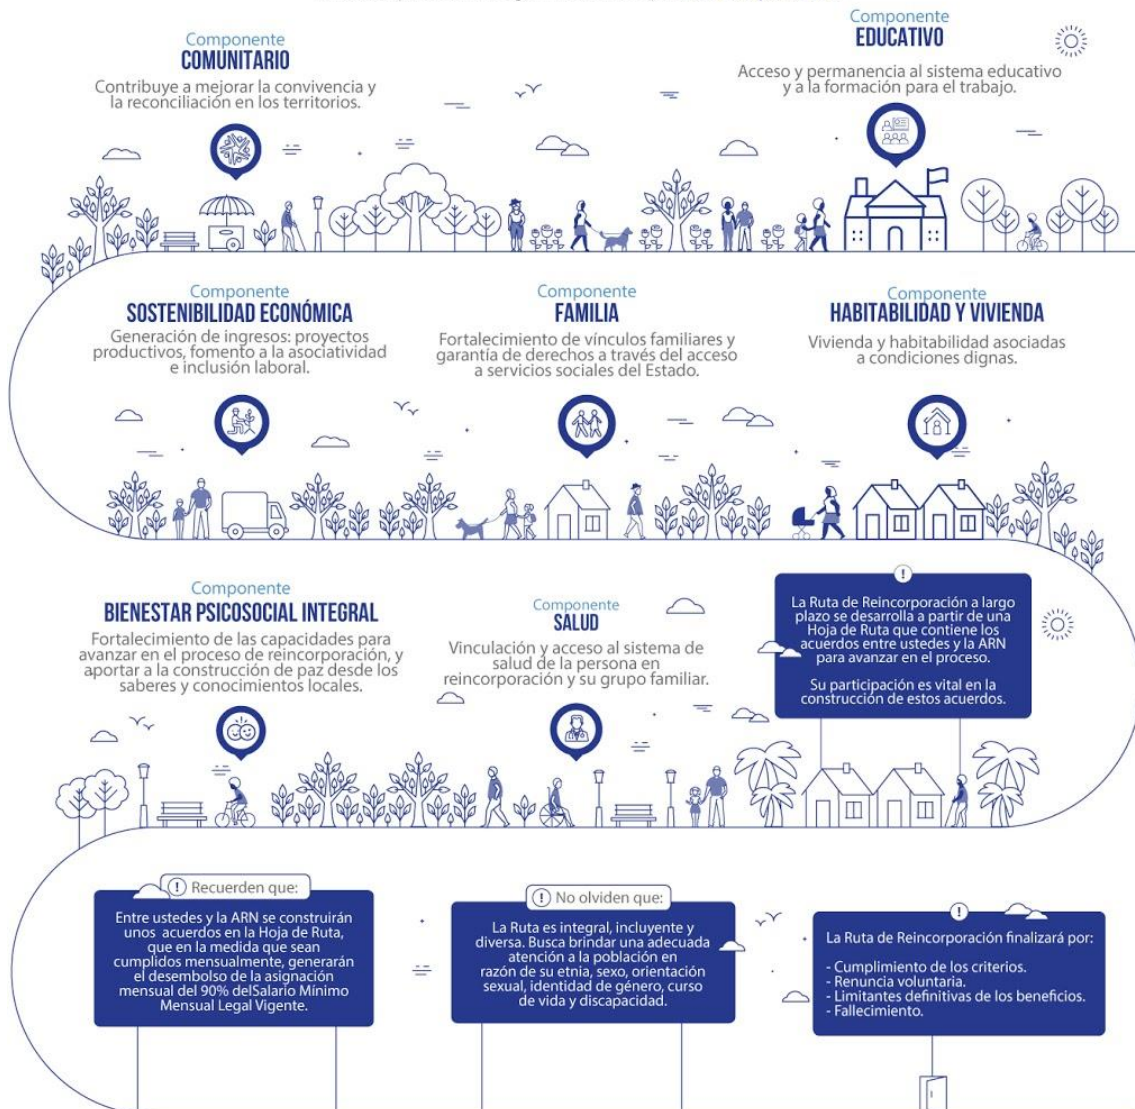 Componente
COMUNITARIO
Contribuye a mejorar la convivencia y
la reconciliación en los territorios.
Componente
EDUCATIVO
Acceso y permanencia al sistema educativo
y a la formación para el trabajo.
Componente
SOSTENIBILIDAD ECONÓMICA
Generación de ingresos: proyectos
productivos, fomento a la asociatividad
e inclusión laboral.
Componente
FAMILIA
Fortalecimiento de vínculos familiares y
garantía de derechos a través del acceso
a servicios sociales del Estado.
Componente
HABITABILIDAD Y VIVIENDA
Vivienda y habitabilidad asociadas
a condiciones dignas.
Componente
BIENESTAR PSICOSOCIAL INTEGRAL
Fortalecimiento de las capacidades para
avanzar en el proceso de reincorporación, y
aportar a la construcción de paz desde los
saberes y conocimientos locales.
Componente
SALUD
Vinculación y acceso al sistema de
salud de la persona en
reincorporación y su grupo familiar.
!
La Ruta de Reincorporación a largo
plazo se desarrolla a partir de una
Hoja de Ruta que contiene los
acuerdos entre ustedes y la ARN
para avanzar en el proceso.
Su participación es vital en la
construcción de estos acuerdos.
! Recuerden que:
Entre ustedes y la ARN se construirán
unos acuerdos en la Hoja de Ruta,
que en la medida que sean
cumplidos mensualmente, generarán
el desembolso de la asignación
mensual del 90% delSalario Mínimo
Mensual Legal Vigente.
! No olviden que:
La Ruta es integral, incluyente y
diversa. Busca brindar una adecuada
atención a la población en
razón de su etnia, sexo, orientación
sexual, identidad de género, curso
de vida y discapacidad.
!
La Ruta de Reincorporación finalizará por:
- Cumplimiento de los criterios.
- Renuncia voluntaria.
- Limitantes definitivas de los beneficios.
- Fallecimiento.